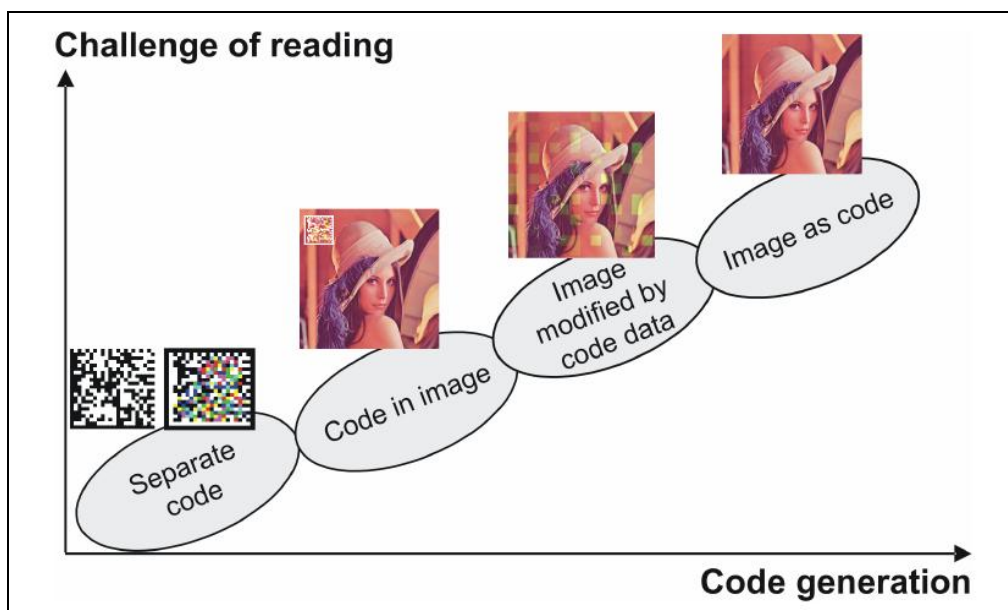 Challenge of reading
Image as code
Image
modified by
code data
Code in image
Separate
code
Code generation